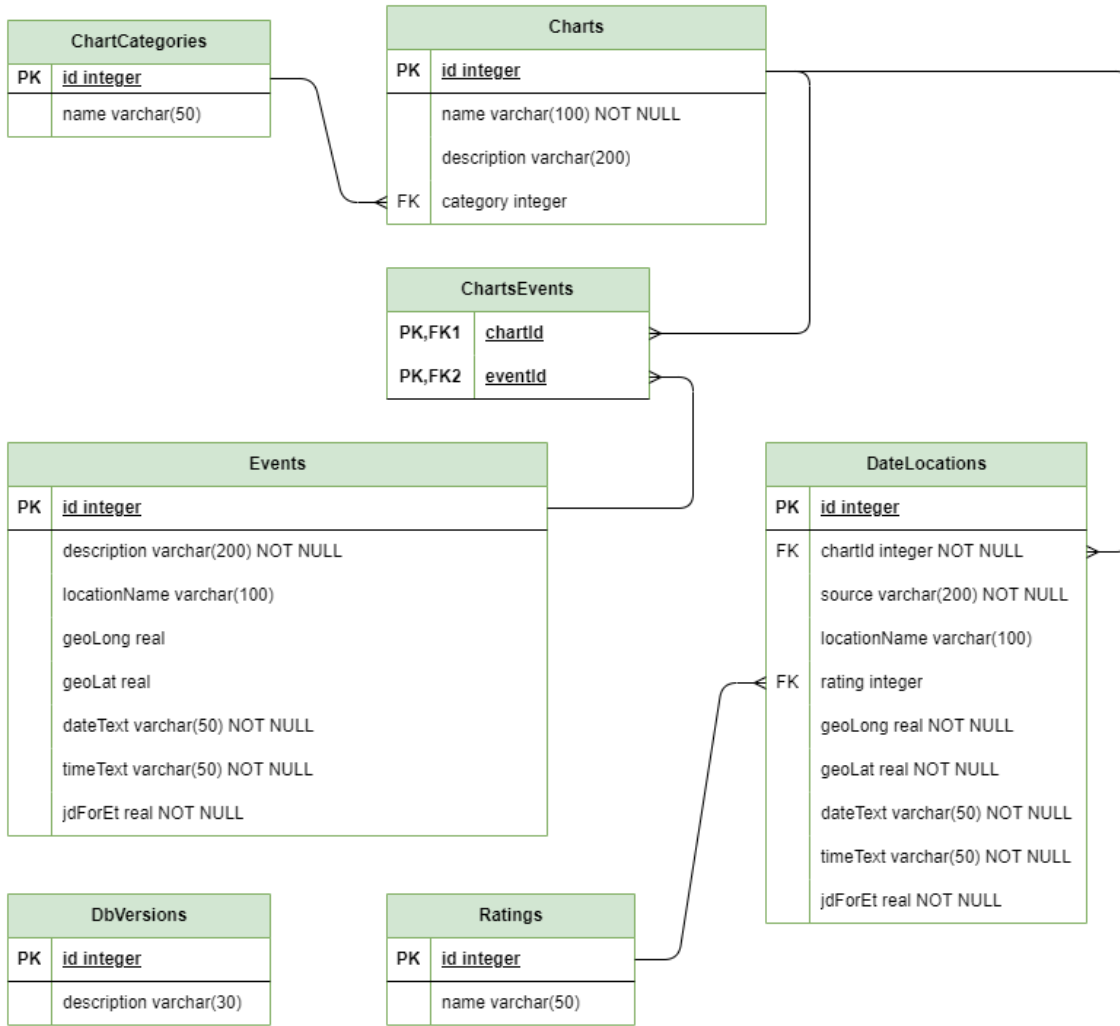 ChartCategories
PK id integer
name varchar(50)
Charts
PK id integer
name varchar(100) NOT NULL
description varchar(200)
FK category integer
ChartsEvents
PK,FK1 chartId
PK,FK2 eventId
Events
PK id integer
description varchar(200) NOT NULL
locationName varchar(100)
geoLong real
geoLat real
dateText varchar(50) NOT NULL
timeText varchar(50) NOT NULL
jdForEt real NOT NULL
DateLocations
PK id integer
FK chartId integer NOT NULL
source varchar(200) NOT NULL
locationName varchar(100)
FK rating integer
geoLong real NOT NULL
geoLat real NOT NULL
dateText varchar(50) NOT NULL
timeText varchar(50) NOT NULL
jdForEt real NOT NULL
DbVersions
PK id integer
description varchar(30)
Ratings
PK id integer
name varchar(50)